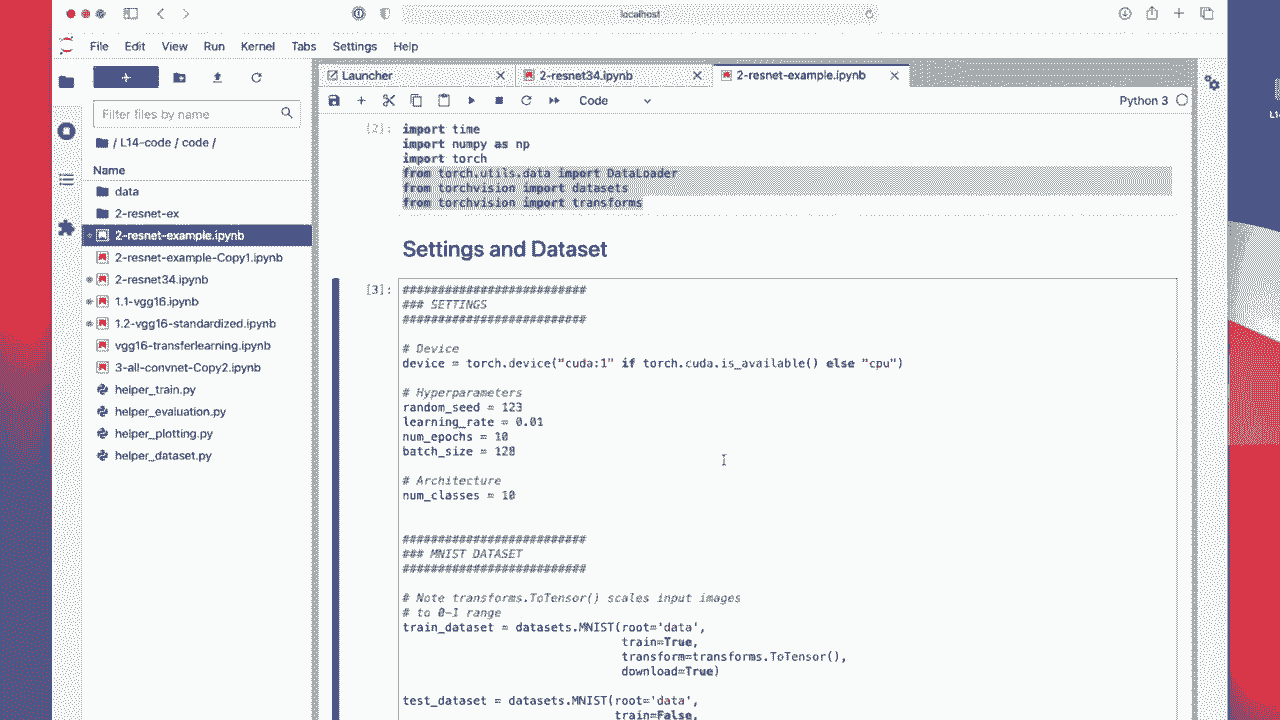 localhost
File Edit View Run Kernel Tabs Settings Help
Launcher
2-resnet34.ipynb
2-resnet-example.ipynb
Code
Python 3
Filter files by name
/ L14-code / code /
Name
data
2-resnet-ex
2-resnet-example.ipynb
2-resnet-example-Copy1.ipynb
2-resnet34.ipynb
1.1-vgg16.ipynb
1.2-vgg16-standardized.ipynb
vgg16-transferlearning.ipynb
3-all-convnet-Copy2.ipynb
helper_train.py
helper_evaluation.py
helper_plotting.py
helper_dataset.py
[2]:
import time
import numpy as np
import torch
from torch.utils.data import DataLoader
from torchvision import datasets
from torchvision import transforms
Settings and Dataset
[3]:
##########################
### SETTINGS
##########################
# Device
device = torch.device("cuda:1" if torch.cuda.is_available() else "cpu")
# Hyperparameters
random_seed = 123
learning_rate = 0.01
num_epochs = 10
batch_size = 128
# Architecture
num_classes = 10
##########################
### MNIST DATASET
##########################
# Note transforms.ToTensor() scales input images
# to 0-1 range
train_dataset = datasets.MNIST(root='data',
train=True,
transform=transforms.ToTensor(),
download=True)
test_dataset = datasets.MNIST(root='data',
train=False,
L14